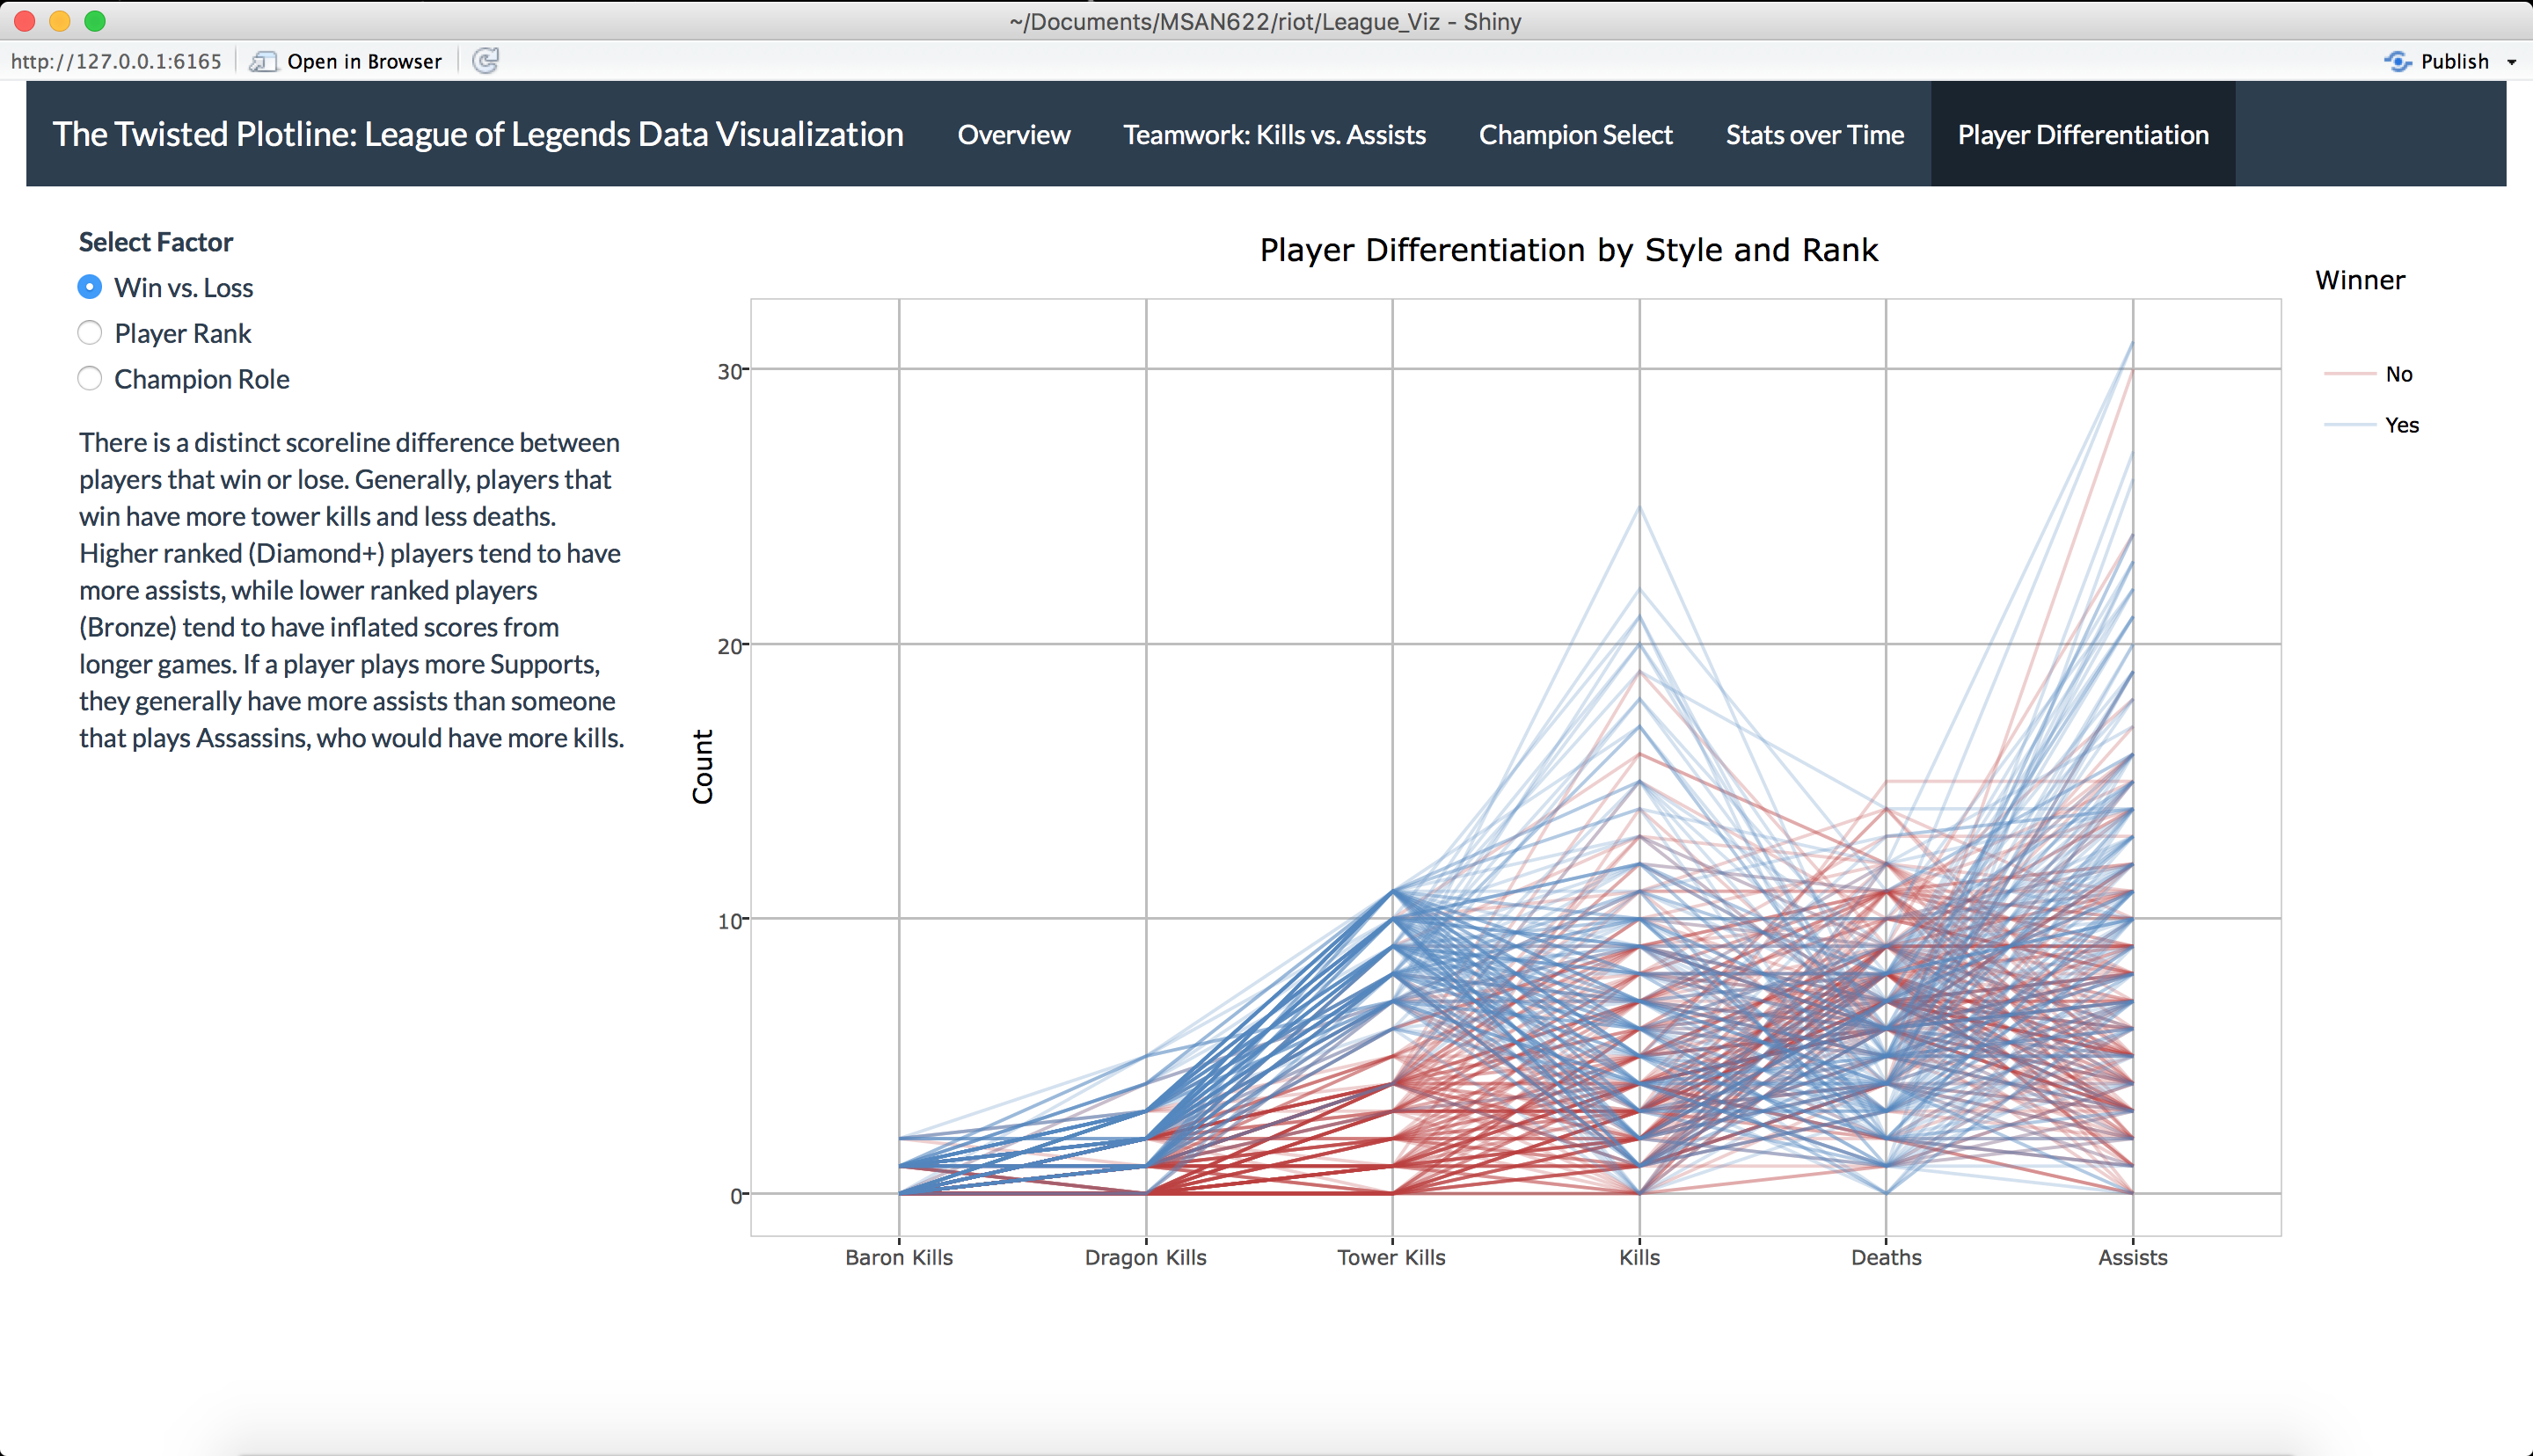 ~/Documents/MSAN622/riot/League_Viz - Shiny
http://127.0.0.1:6165 Open in Browser Publish
The Twisted Plotline: League of Legends Data Visualization Overview Teamwork: Kills vs. Assists Champion Select Stats over Time Player Differentiation
Select Factor
Win vs. Loss
Player Rank
Champion Role
There is a distinct scoreline difference between
players that win or lose. Generally, players that
win have more tower kills and less deaths.
Higher ranked (Diamond+) players tend to have
more assists, while lower ranked players
(Bronze) tend to have inflated scores from
longer games. If a player plays more Supports,
they generally have more assists than someone
that plays Assassins, who would have more kills.
Player Differentiation by Style and Rank
Count
30
20
10
0
Baron Kills Dragon Kills Tower Kills Kills Deaths Assists
Winner
No
Yes